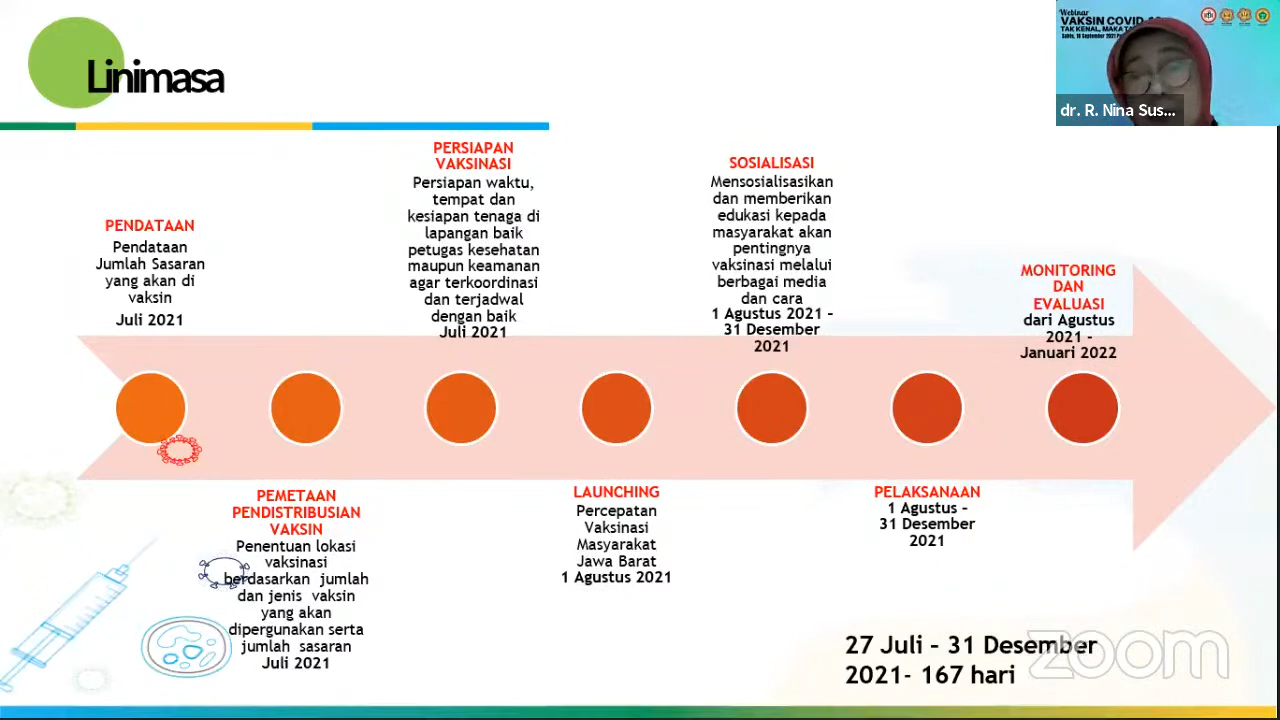 Linimasa
Webinar
VAKSIN COVID-19
TAK KENAL, MAKA
dr. R. Nina Sus...
PENDATAAN
Pendataan
Jumlah Sasaran
yang akan di
vaksin
Juli 2021
PEMETAAN
PENDISTRIBUSIAN
VAKSIN
Penentuan lokasi
vaksinasi
berdasarkan jumlah
dan jenis vaksin
yang akan
dipergunakan serta
jumlah sasaran
Juli 2021
PERSIAPAN
VAKSINASI
Persiapan waktu,
tempat dan
kesiapan tenaga di
lapangan baik
petugas kesehatan
maupun keamanan
agar terkoordinasi
dan terjadwal
dengan baik
Juli 2021
LAUNCHING
Percepatan
Vaksinasi
Masyarakat
Jawa Barat
1 Agustus 2021
SOSIALISASI
Mensosialisasikan
dan memberikan
edukasi kepada
masyarakat akan
pentingnya
vaksinasi melalui
berbagai media
dan cara
1 Agustus 2021 –
31 Desember
2021
PELAKSANAAN
1 Agustus –
31 Desember
2021
MONITORING
DAN
EVALUASI
dari Agustus
2021 -
Januari 2022
27 Juli – 31 Desember
2021- 167 hari
zoom